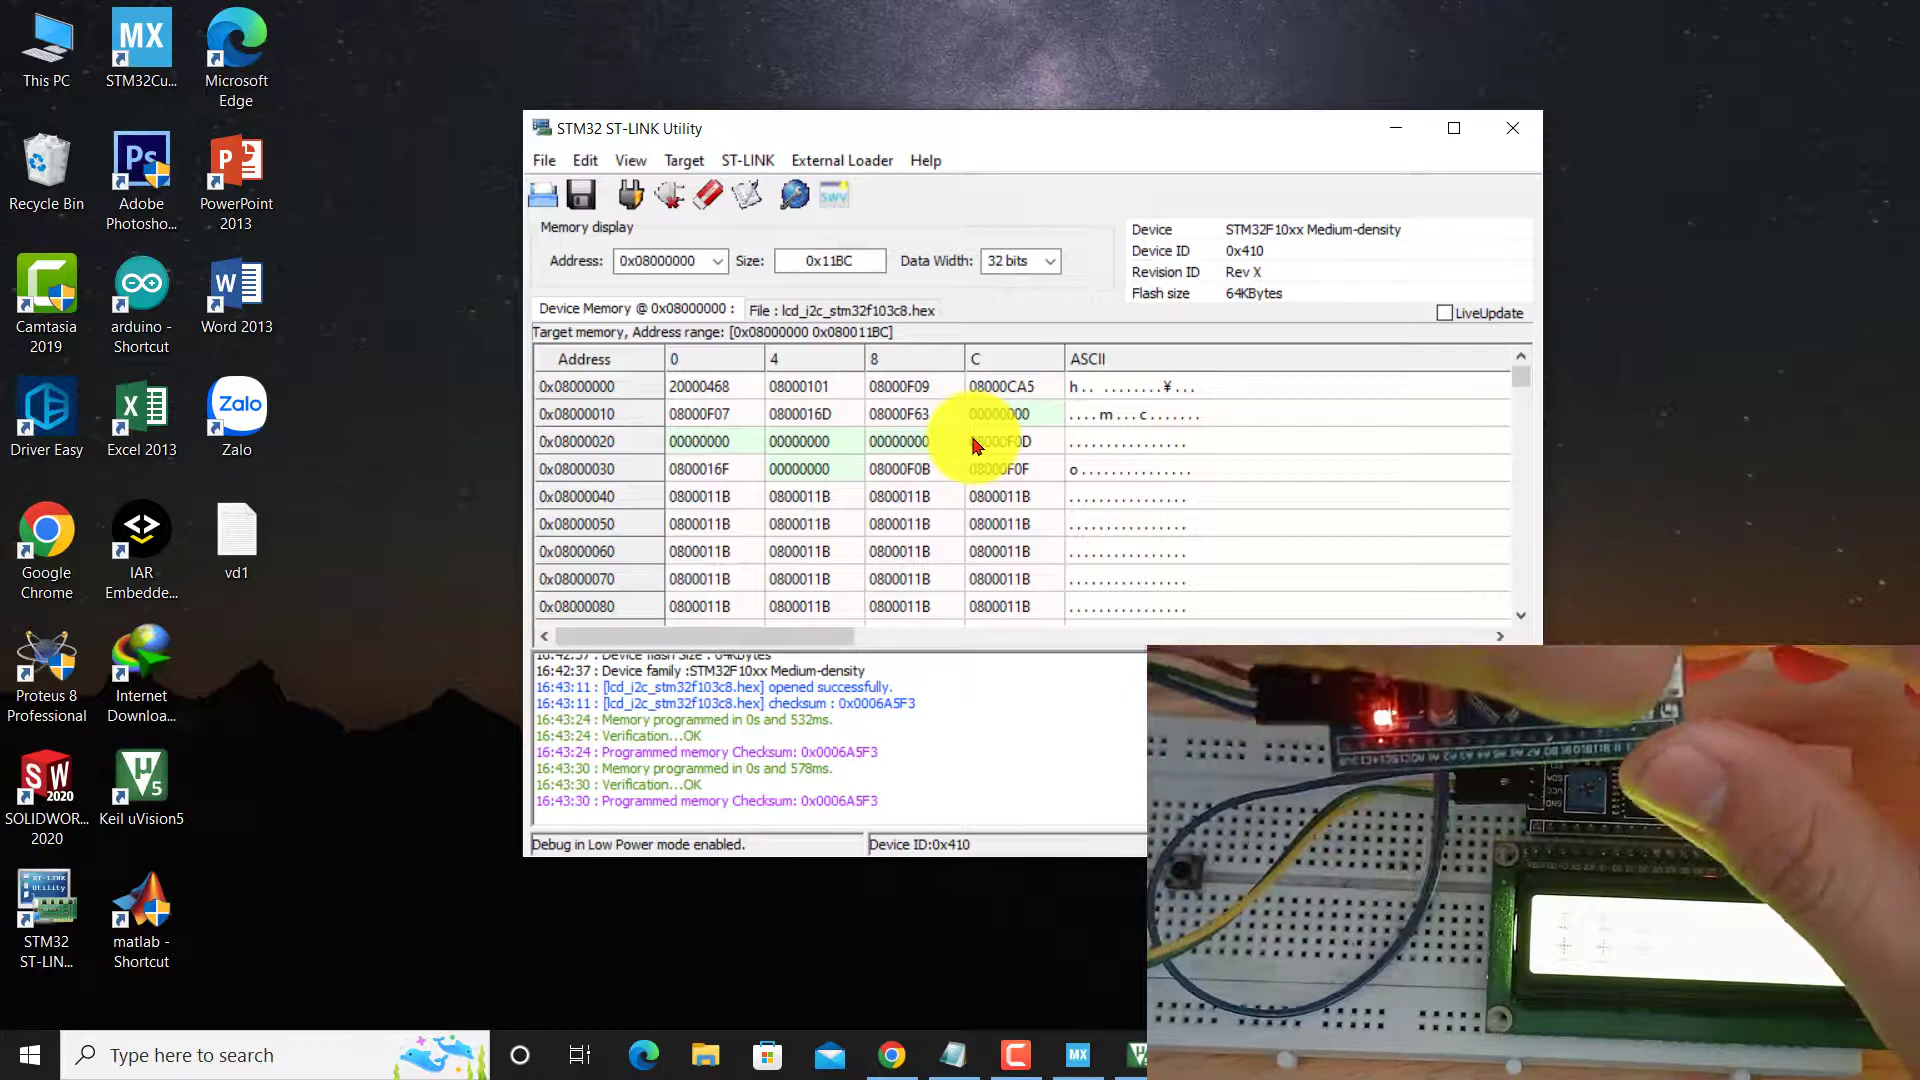 This PC
STM32Cu...
Microsoft
Edge
Recycle Bin
Adobe
Photosho...
PowerPoint
2013
Camtasia
2019
arduino -
Shortcut
Word 2013
Driver Easy
Excel 2013
Zalo
Google
Chrome
IAR
Embedde...
vd1
Proteus 8
Professional
Internet
Downloa...
SOLIDWOR...
2020
Keil uVision5
STM32
ST-LIN...
matlab -
Shortcut
STM32 ST-LINK Utility
File Edit View Target ST-LINK External Loader Help
Memory display
Address: 0x08000000 Size: 0x11BC Data Width: 32 bits
Device STM32F10xx Medium-density
Device ID 0x410
Revision ID Rev X
Flash size 64KBytes
LiveUpdate
Device Memory @ 0x08000000 : File : lcd_i2c_stm32f103c8.hex
Target memory, Address range: [0x08000000 0x080011BC]
Address 0 4 8 C ASCII
0x08000000 20000468 08000101 08000F09 08000CA5 h.. ........¥...
0x08000010 08000F07 0800016D 08000F63 00000000 ....m...c.......
0x08000020 00000000 00000000 00000000 08000F0D ................
0x08000030 0800016F 00000000 08000F0B 08000F0F o...............
0x08000040 0800011B 0800011B 0800011B 0800011B ................
0x08000050 0800011B 0800011B 0800011B 0800011B ................
0x08000060 0800011B 0800011B 0800011B 0800011B ................
0x08000070 0800011B 0800011B 0800011B 0800011B ................
0x08000080 0800011B 0800011B 0800011B 0800011B ................
16:42:37 : Device flash Size : 64KBytes
16:42:37 : Device family :STM32F10xx Medium-density
16:43:11 : [lcd_i2c_stm32f103c8.hex] opened successfully.
16:43:11 : [lcd_i2c_stm32f103c8.hex] checksum : 0x0006A5F3
16:43:24 : Memory programmed in 0s and 532ms.
16:43:24 : Verification...OK
16:43:24 : Programmed memory Checksum: 0x0006A5F3
16:43:30 : Memory programmed in 0s and 578ms.
16:43:30 : Verification...OK
16:43:30 : Programmed memory Checksum: 0x0006A5F3
Debug in Low Power mode enabled. Device ID:0x410
Type here to search